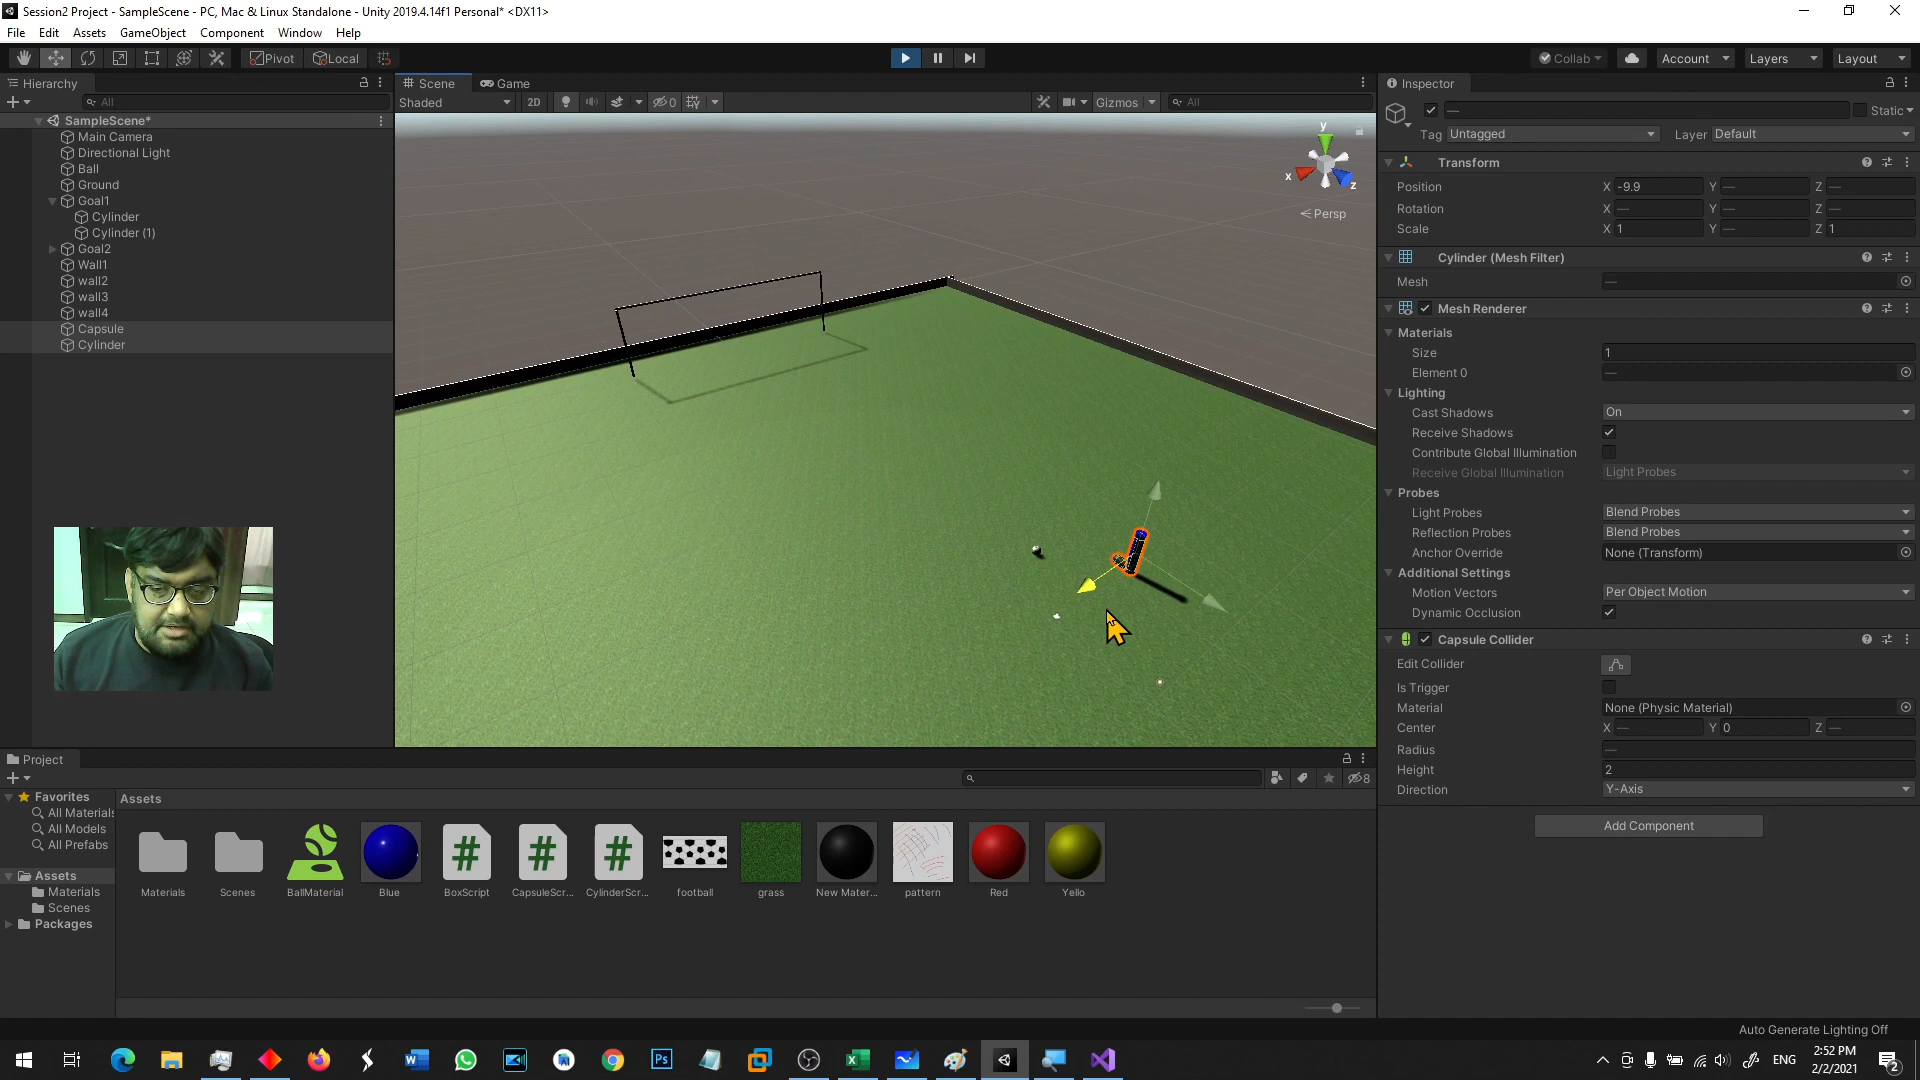 Session2 Project - SampleScene - PC, Mac & Linux Standalone - Unity 2019.4.14f1 Personal* <DX11>
File Edit Assets GameObject Component Window Help
Pivot Local Collab Account Layers Layout
Hierarchy
All
SampleScene*
Main Camera
Directional Light
Ball
Ground
Goal1
Cylinder
Cylinder (1)
Goal2
Wall1
wall2
wall3
wall4
Capsule
Cylinder
Scene Game
Shaded 2D 0 Gizmos All
y
x
z
Persp
Inspector
— Static
Tag Untagged Layer Default
Transform
Position X -9.9 Y — Z —
Rotation X — Y — Z —
Scale X 1 Y — Z 1
Cylinder (Mesh Filter)
Mesh —
Mesh Renderer
Materials
Size 1
Element 0 —
Lighting
Cast Shadows On
Receive Shadows
Contribute Global Illumination
Receive Global Illumination Light Probes
Probes
Light Probes Blend Probes
Reflection Probes Blend Probes
Anchor Override None (Transform)
Additional Settings
Motion Vectors Per Object Motion
Dynamic Occlusion
Capsule Collider
Edit Collider
Is Trigger
Material None (Physic Material)
Center X — Y 0 Z —
Radius —
Height 2
Direction Y-Axis
Add Component
Project
8
Favorites
All Materials
All Models
All Prefabs
Assets
Materials
Scenes
Packages
Assets
Materials Scenes BallMaterial Blue BoxScript CapsuleScr... CylinderScr... football grass New Mater... pattern Red Yello
Auto Generate Lighting Off
ENG
2:52 PM
2/2/2021
2